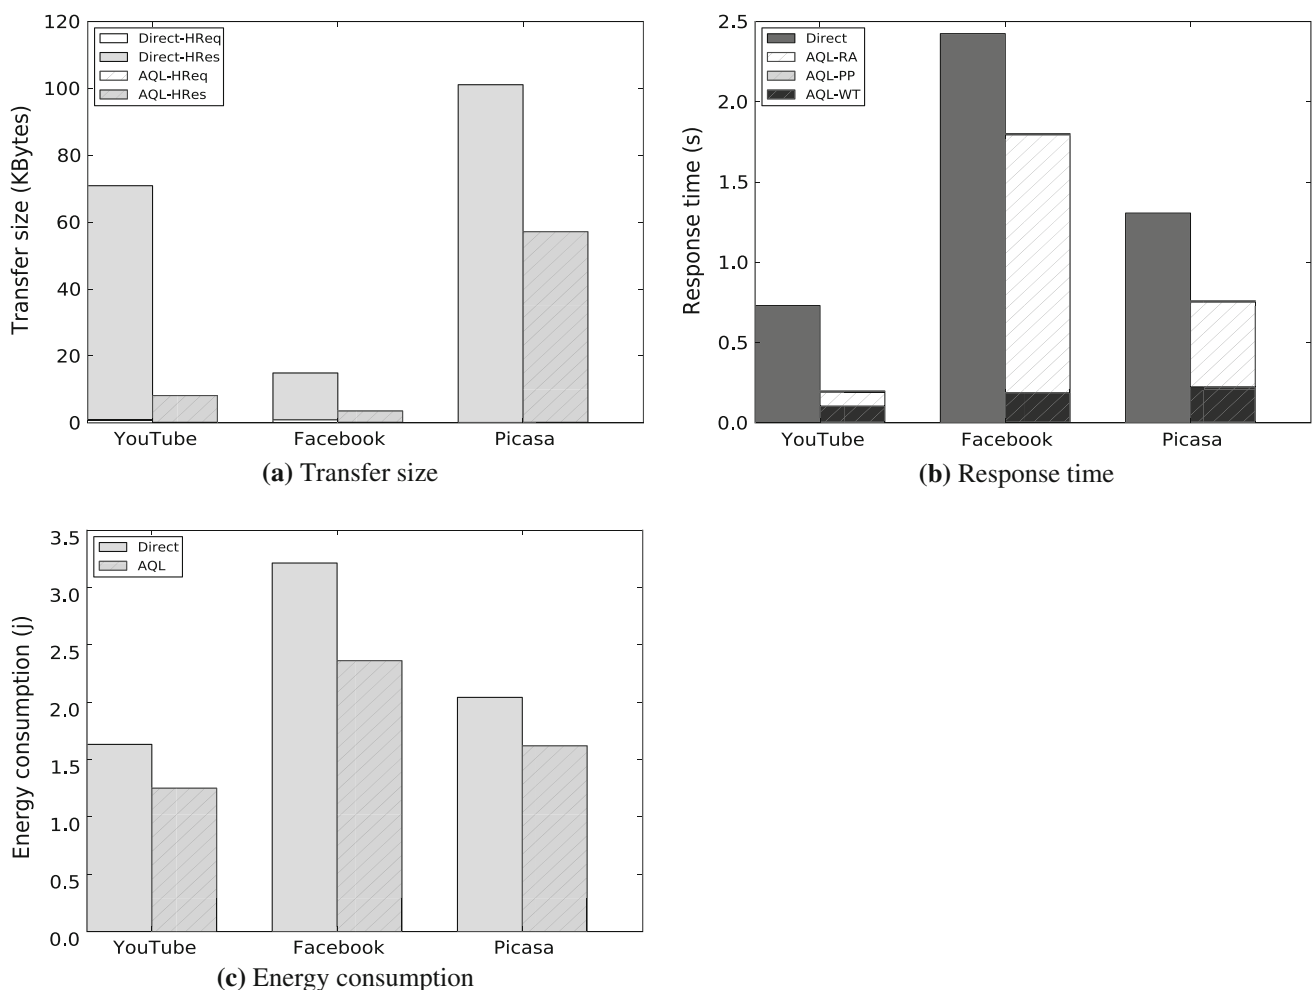 120
100
80
60
40
20
0
Transfer size (KBytes)
Direct-HReq
Direct-HRes
AQL-HReq
AQL-HRes
YouTube Facebook Picasa
(a) Transfer size
2.5
2.0
1.5
1.0
0.5
0.0
Response time (s)
Direct
AQL-RA
AQL-PP
AQL-WT
YouTube Facebook Picasa
(b) Response time
3.5
3.0
2.5
2.0
1.5
1.0
0.5
0.0
Energy consumption (j)
Direct
AQL
YouTube Facebook Picasa
(c) Energy consumption